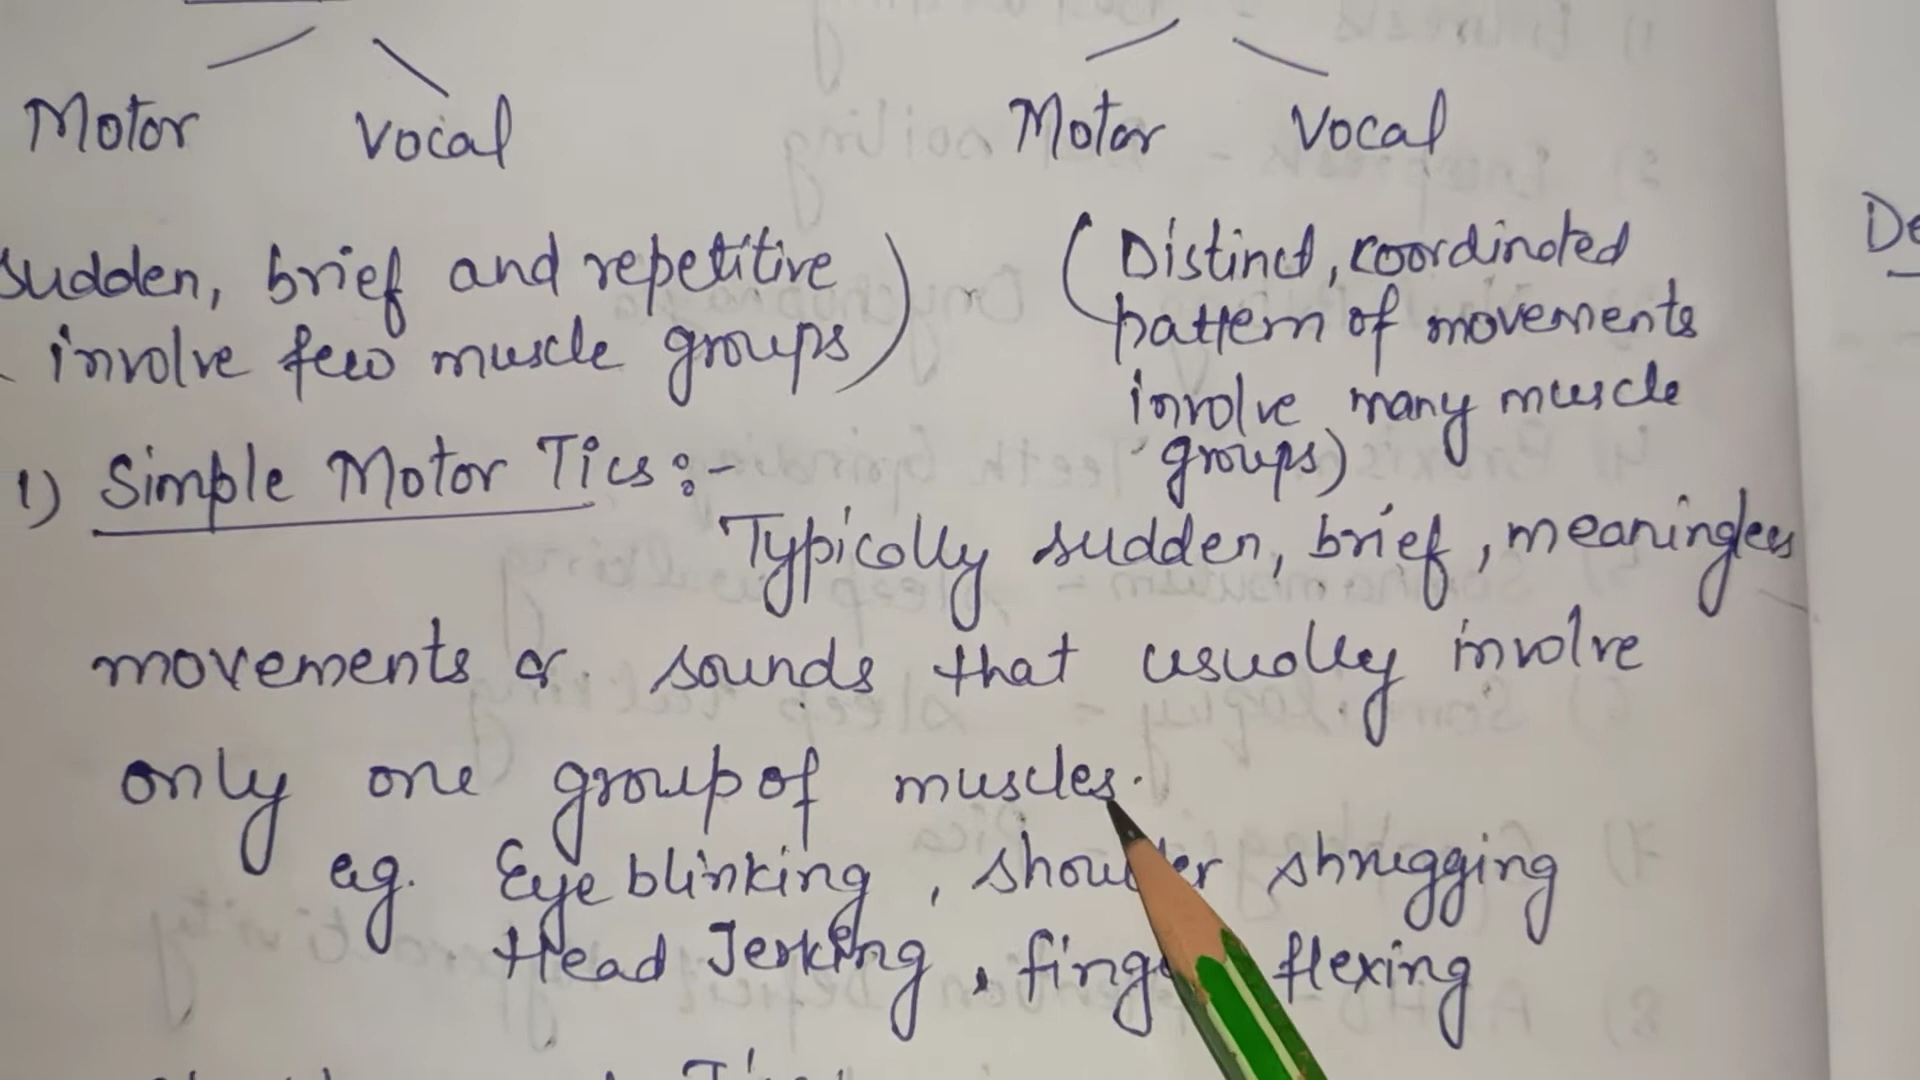 Motor Vocal Motor Vocal
sudden, brief and repetitive
involve few muscle groups)
(Distinct, coordinated
pattern of movements
involve many muscle
groups)
1) Simple Motor Tics :-
Typically sudden, brief, meaningless
movements or sounds that usually involve
only one group of muscles.
eg. Eye blinking, shoulder shrugging
Head Jerking, finger flexing
De